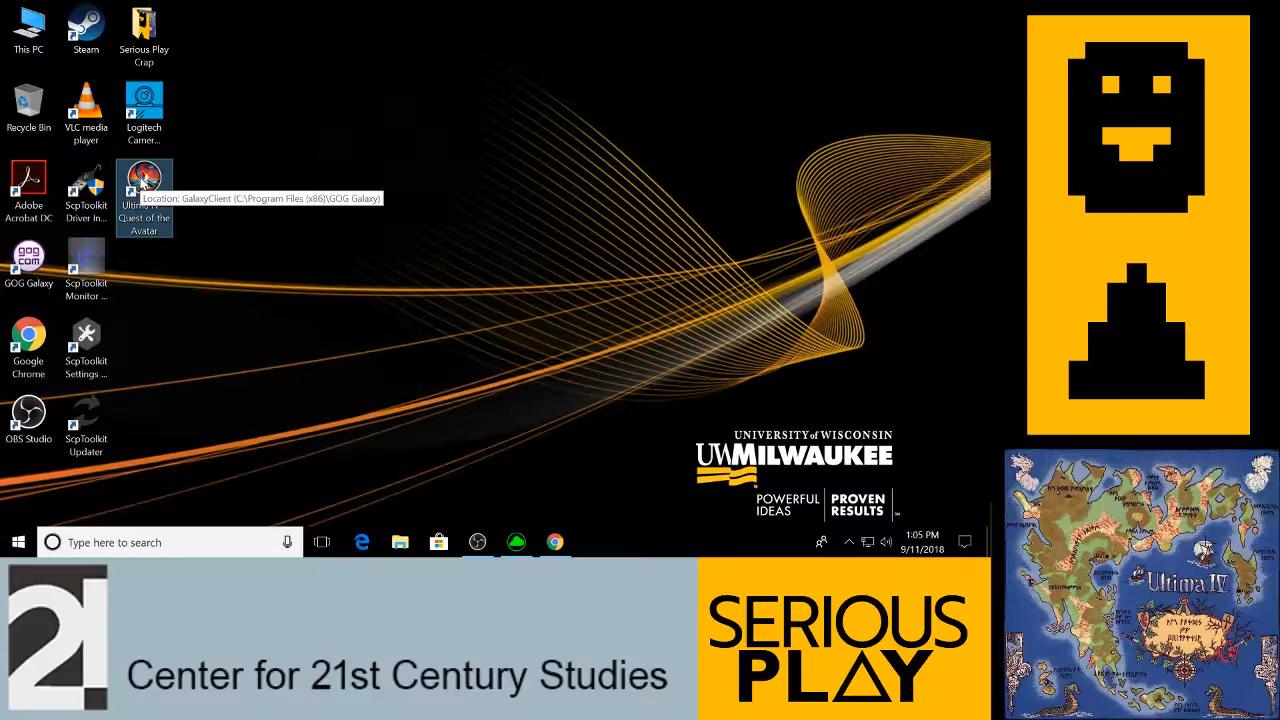 This PC
Steam
Serious Play
Crap
Recycle Bin
VLC media
player
Logitech
Camer...
Adobe
Acrobat DC
ScpToolkit
Driver In...
Location: GalaxyClient (C:\Program Files (x86)\GOG Galaxy)
Quest of the
Avatar
gog
com
GOG Galaxy
ScpToolkit
Monitor ...
Google
Chrome
ScpToolkit
Settings ...
OBS Studio
ScpToolkit
Updater
UNIVERSITY of WISCONSIN
UWMILWAUKEE
POWERFUL
IDEAS
PROVEN
RESULTS
Type here to search
1:05 PM
9/11/2018
21
Center for 21st Century Studies
SERIOUS
PLAY
Ultima IV